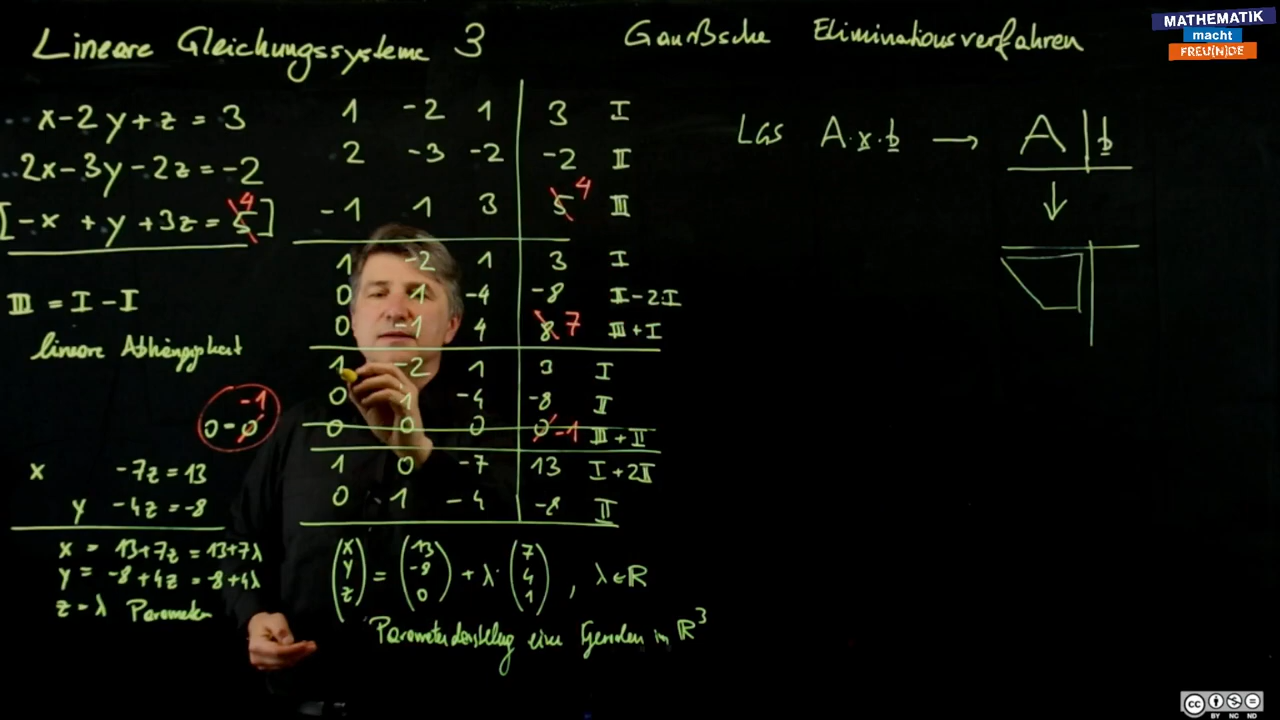 Lineare Gleichungssysteme 3
Gaußsche Eliminationsverfahren
MATHEMATIK
macht
FREU(N)DE
x-2y+z = 3
2x-3y-2z = -2
[-x +y +3z = 5] 4
III = I - I
lineare Abhängigkeit
0 = 0 -1
x -7z = 13
y -4z = -8
x = 13+7z = 13+7λ
y = -8+4z = -8+4λ
z = λ Parameter
1 -2 1 | 3 I
2 -3 -2 | -2 II
-1 1 3 | 5 4 III
1 -2 1 | 3 I
0 1 -4 | -8 II-2·I
0 -1 4 | 8 7 III+I
1 -2 1 | 3 I
0 1 -4 | -8 II
0 0 0 | 0 -1 III+II
1 0 -7 | 13 I+2II
0 1 -4 | -8 II
(x y z) = (13 -8 0) + λ·(7 4 1), λ∈ℝ
Parameterdarstellung einer Geraden im ℝ³
LGS A·x·b → A | b
↓
CC BY NC ND